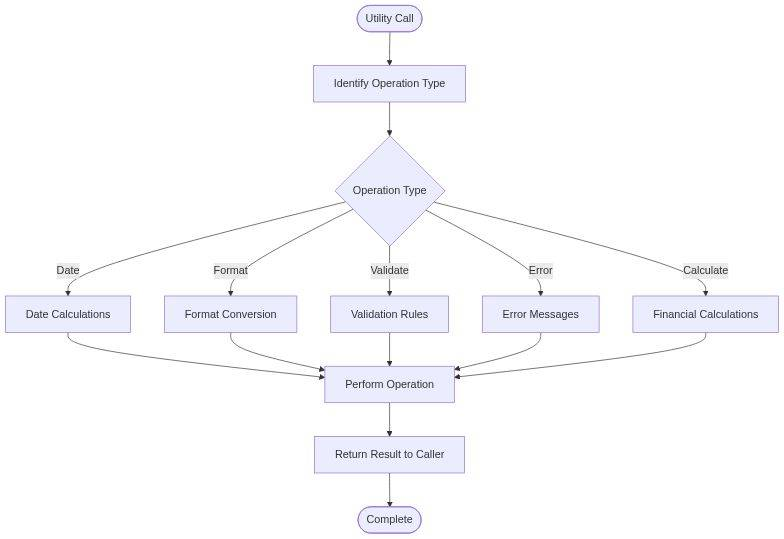 Utility Call
Identify Operation Type
Operation Type
Date
Format
Validate
Error
Calculate
Date Calculations
Format Conversion
Validation Rules
Error Messages
Financial Calculations
Perform Operation
Return Result to Caller
Complete